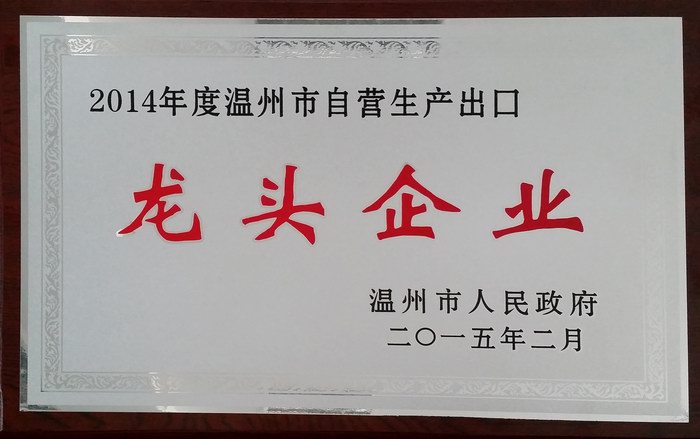 2014年度温州市自营生产出口
龙头企业
温州市人民政府
二〇一五年二月